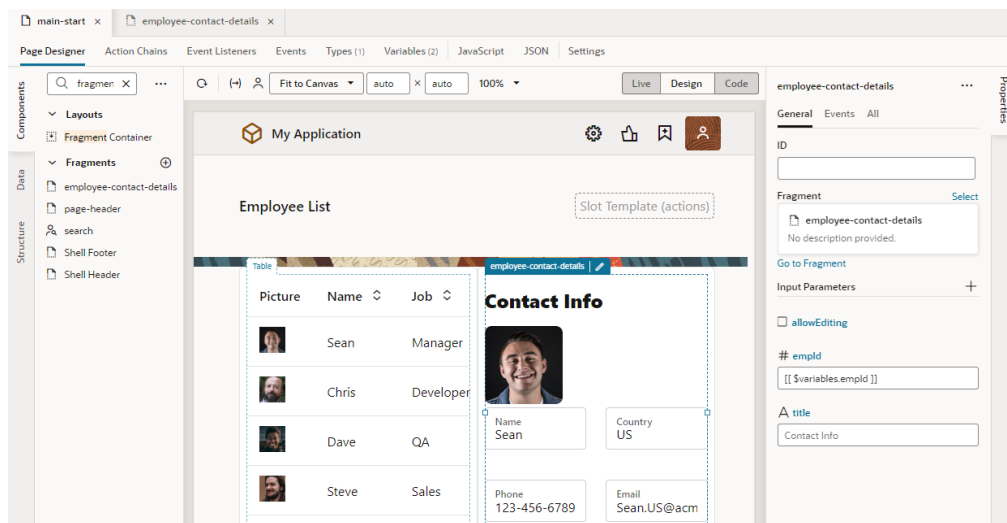 main-start ×
employee-contact-details ×
Page Designer Action Chains Event Listeners Events Types (1) Variables (2) JavaScript JSON Settings
Components
Data
Structure
fragmen ×
Layouts
Fragment Container
Fragments
employee-contact-details
page-header
search
Shell Footer
Shell Header
Fit to Canvas auto × auto 100% Live Design Code
My Application
Employee List
Slot Template (actions)
Table
Picture Name Job
Sean Manager
Chris Developer
Dave QA
Steve Sales
employee-contact-details
Contact Info
Name
Sean
Country
US
Phone
123-456-6789
Email
Sean.US@acm
employee-contact-details
General Events All
ID
Fragment Select
employee-contact-details
No description provided.
Go to Fragment
Input Parameters
allowEditing
# empId
[[ $variables.empId ]]
A title
Contact Info
Properties